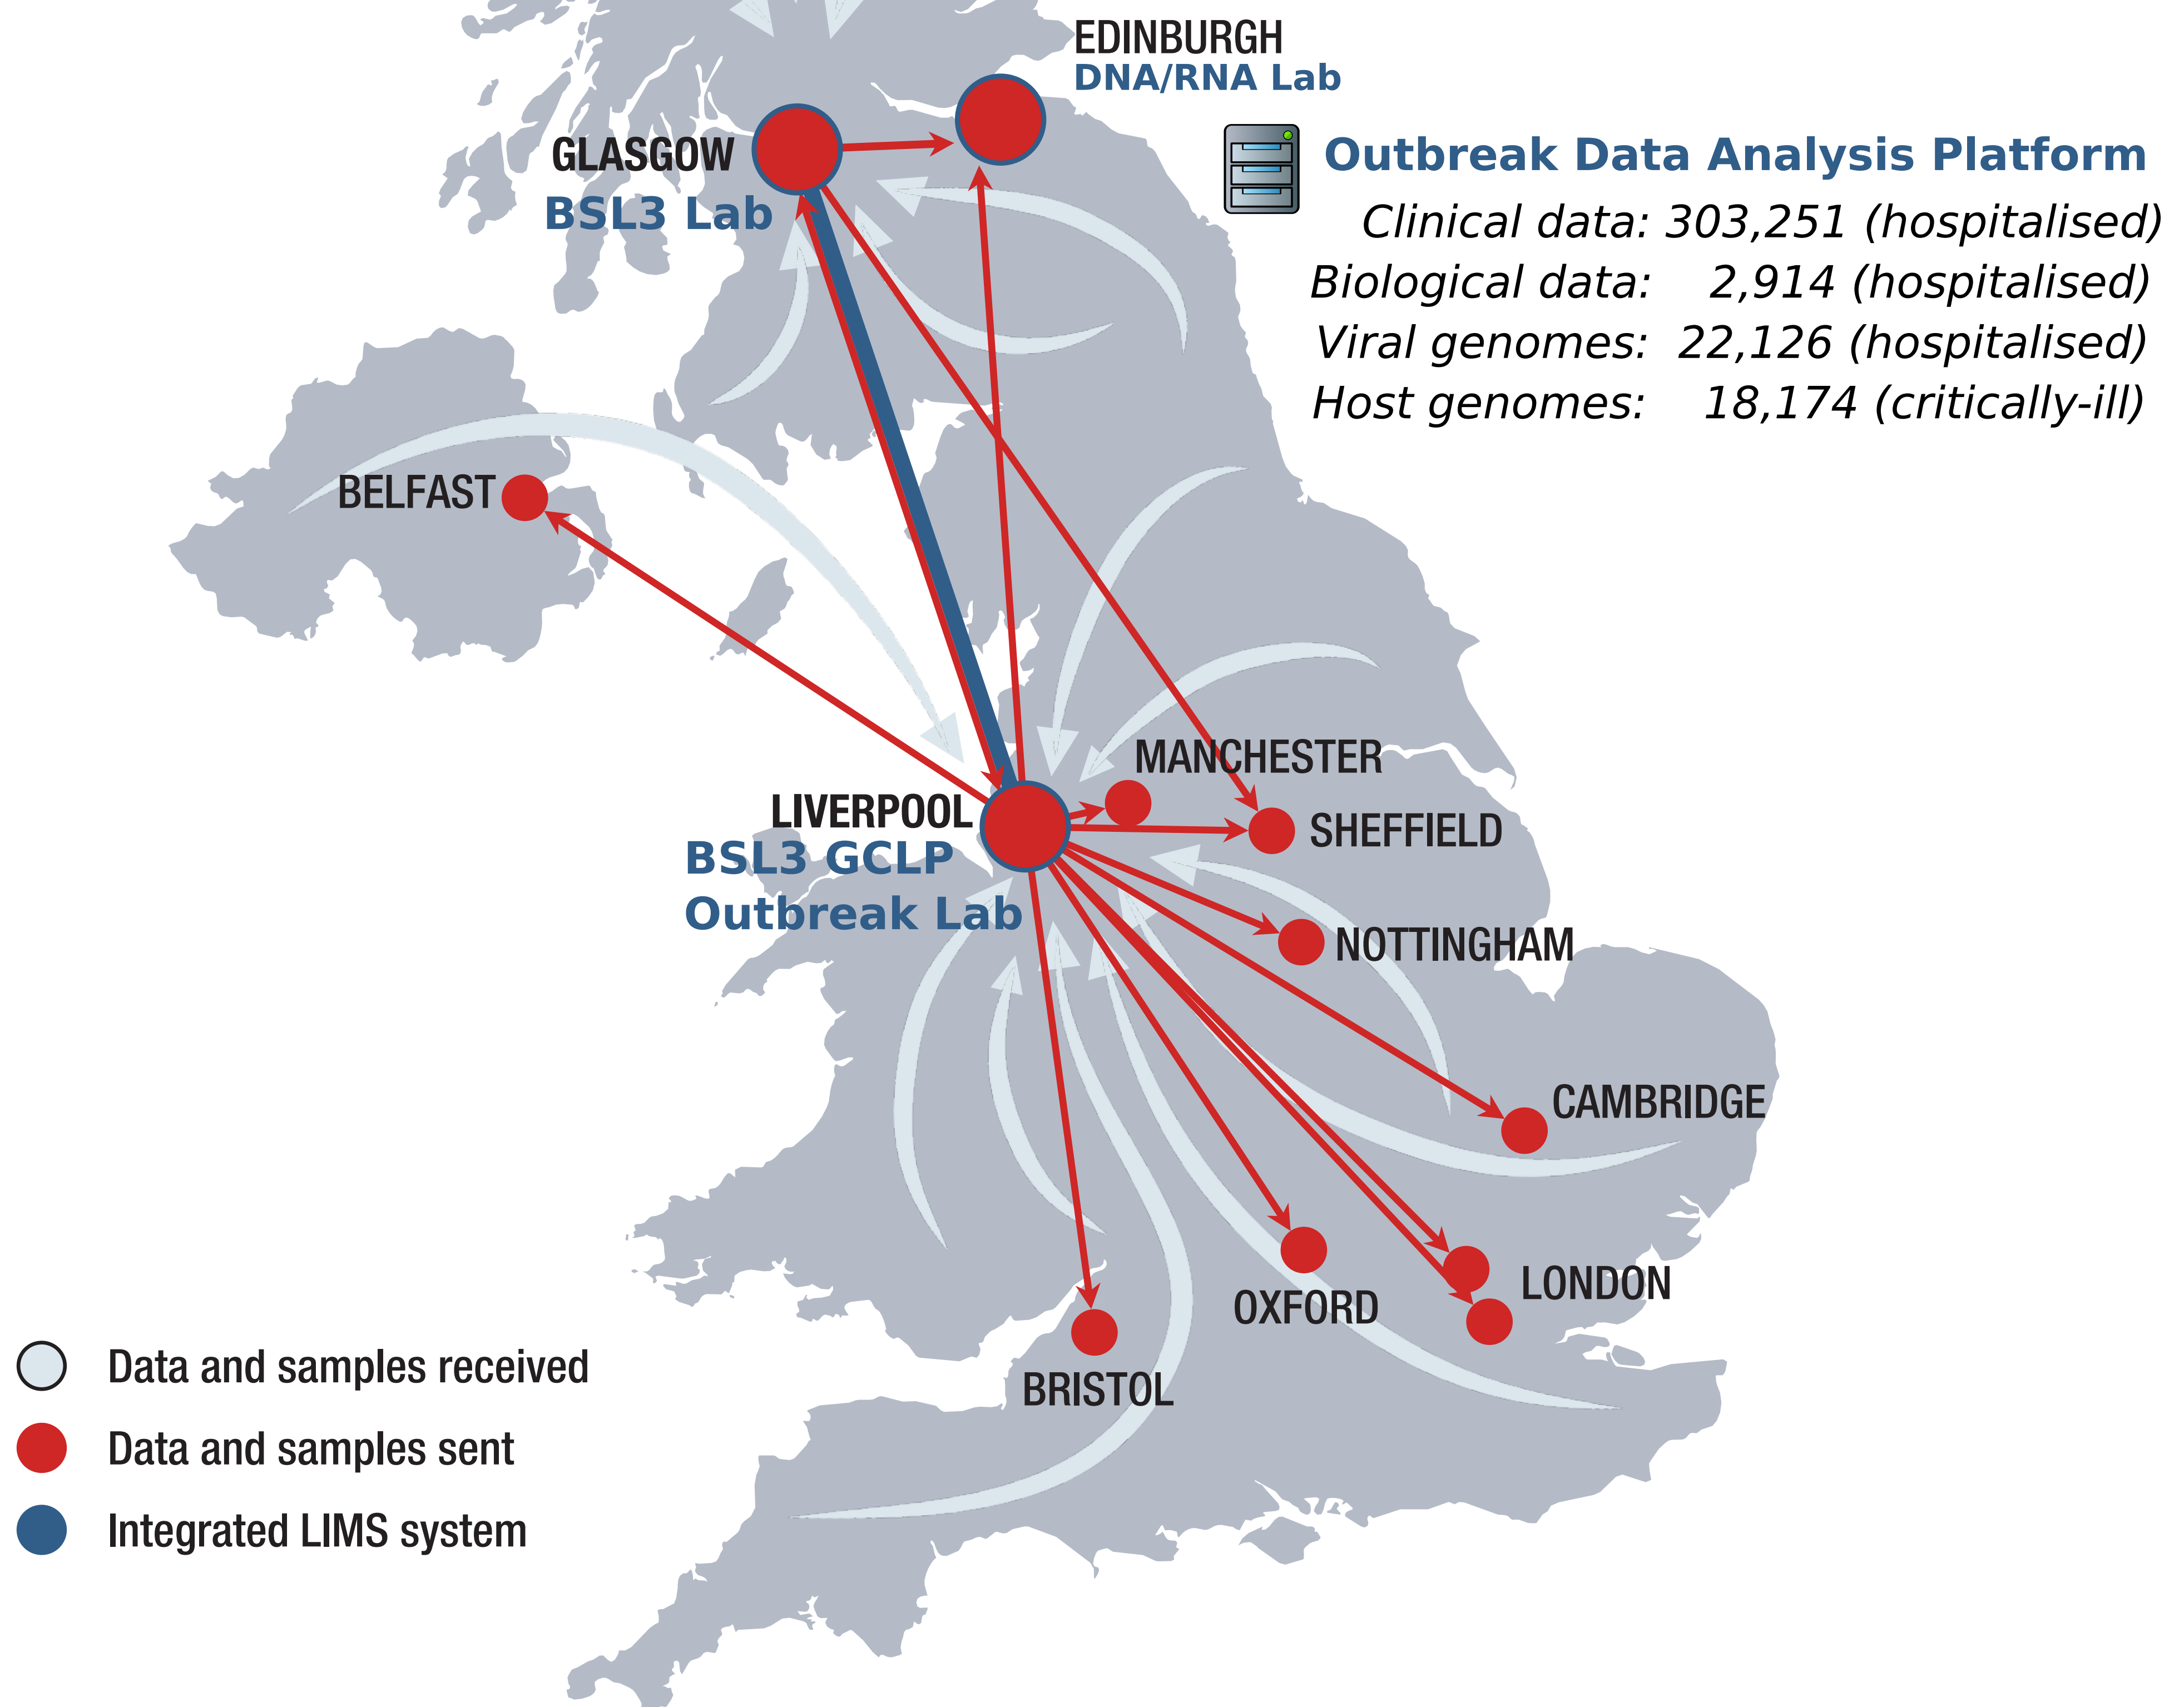 EDINBURGH
DNA/RNA Lab
GLASGOW
BSL3 Lab
Outbreak Data Analysis Platform
Clinical data: 303,251 (hospitalised)
Biological data: 2,914 (hospitalised)
Viral genomes: 22,126 (hospitalised)
Host genomes: 18,174 (critically-ill)
BELFAST
MANCHESTER
LIVERPOOL
BSL3 GCLP
Outbreak Lab
SHEFFIELD
NOTTINGHAM
CAMBRIDGE
LONDON
OXFORD
BRISTOL
Data and samples received
Data and samples sent
Integrated LIMS system